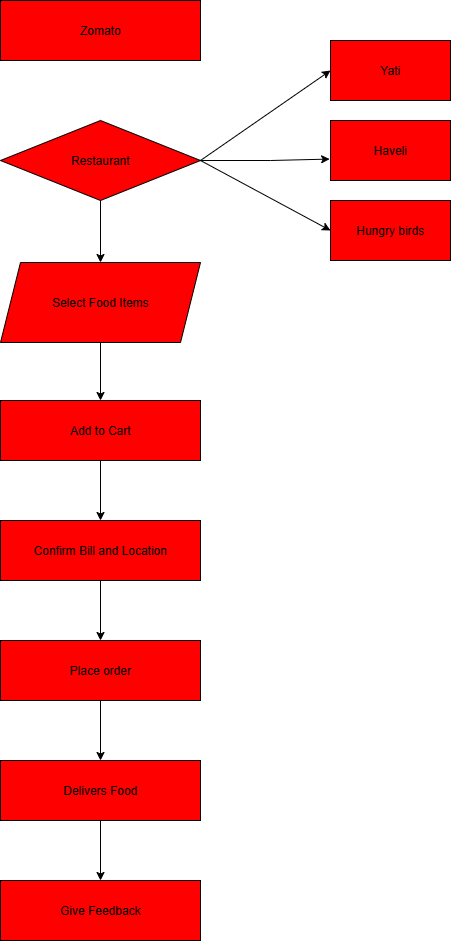 Zomato
Yati
Restaurant
Haveli
Hungry birds
Select Food Items
Add to Cart
Confirm Bill and Location
Place order
Delivers Food
Give Feedback